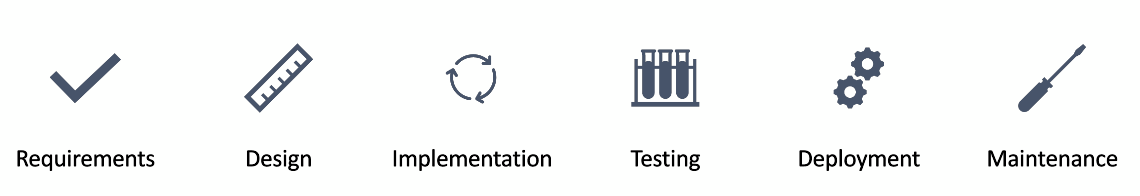 Requirements
Design
Implementation
Testing
Deployment
Maintenance